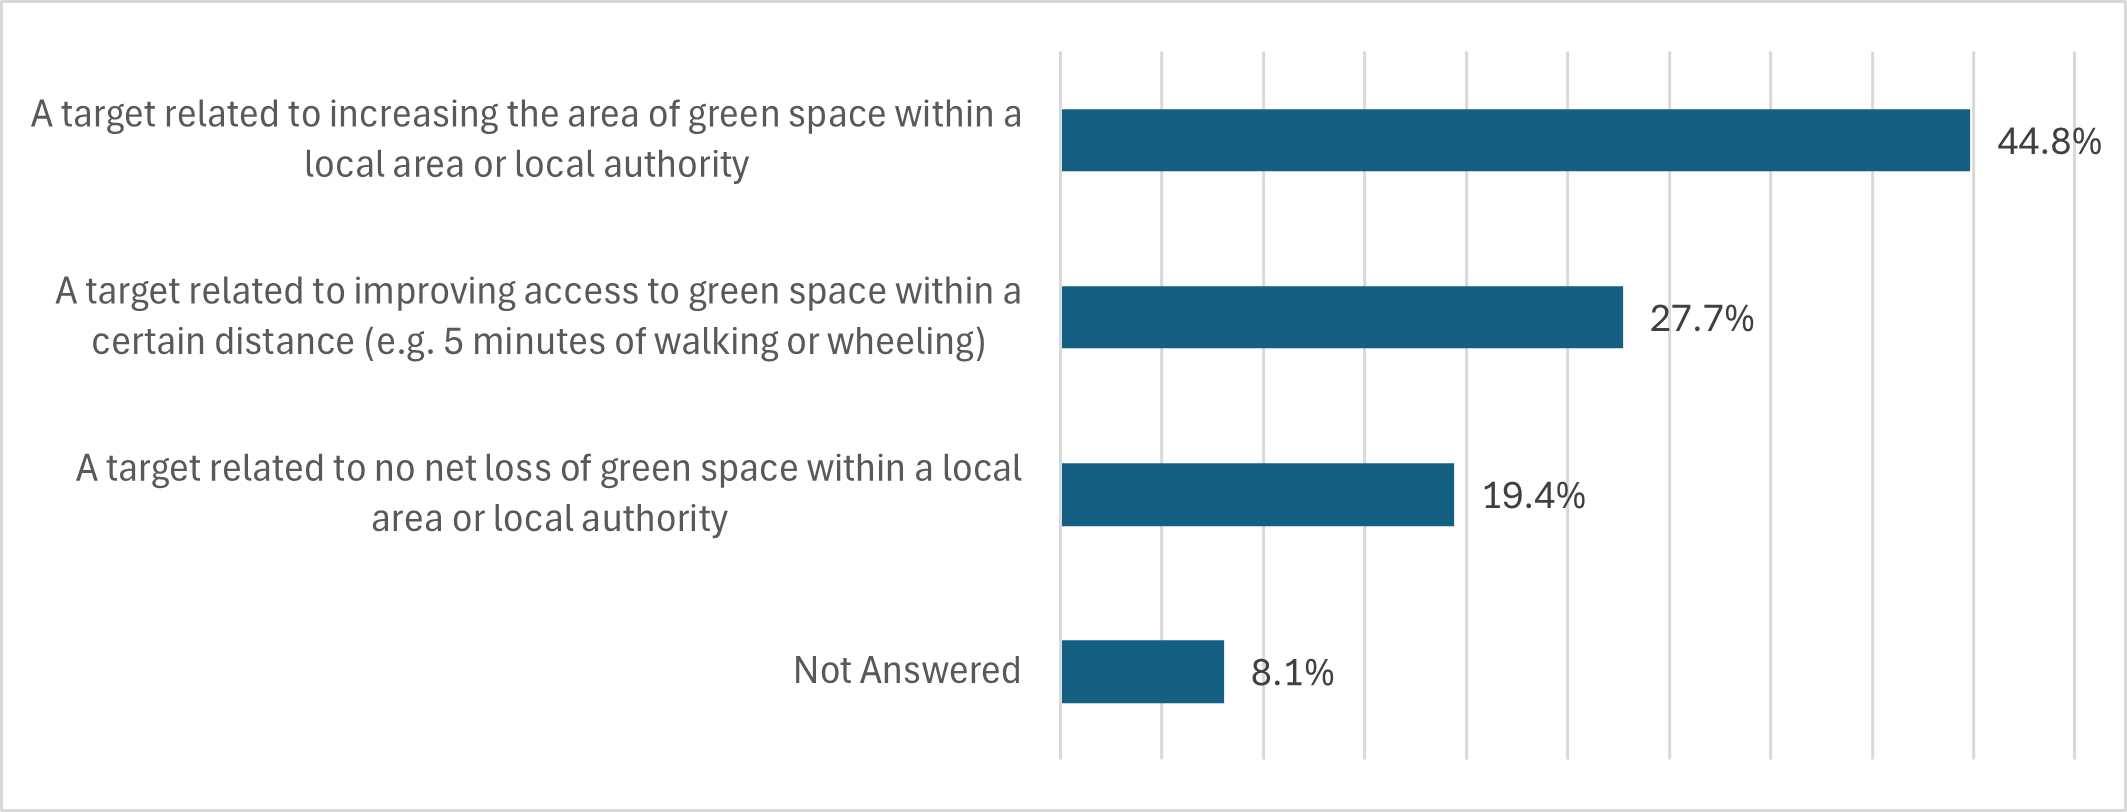 A target related to increasing the area of green space within a
local area or local authority
44.8%
A target related to improving access to green space within a
certain distance (e.g. 5 minutes of walking or wheeling)
27.7%
A target related to no net loss of green space within a local
area or local authority
19.4%
Not Answered
8.1%